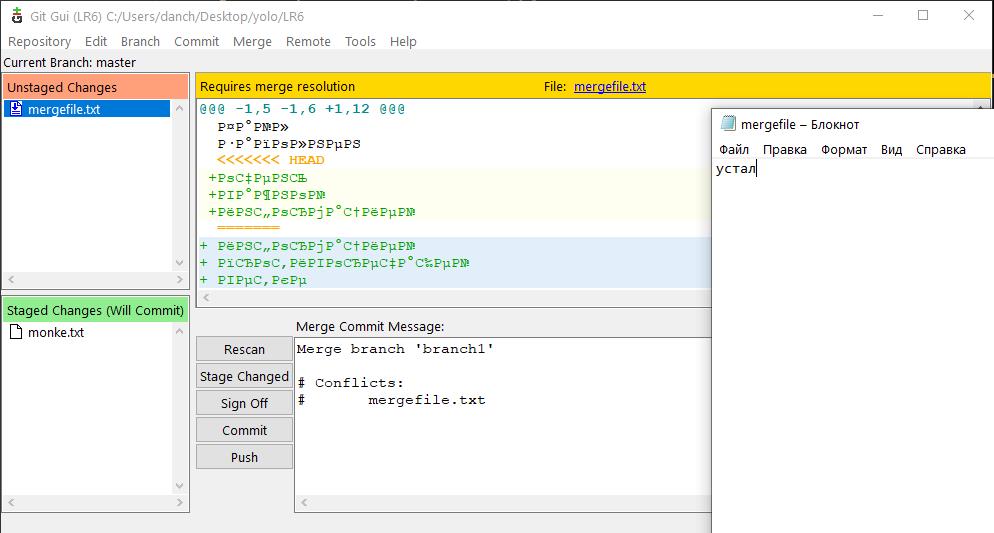 Git Gui (LR6) C:/Users/danch/Desktop/yolo/LR6
Repository Edit Branch Commit Merge Remote Tools Help
Current Branch: master
Unstaged Changes
mergefile.txt
Requires merge resolution File: mergefile.txt
@@@ -1,5 -1,6 +1,12 @@@
Р¤Р°Р№Р»
Р·Р°РїРѕР»РЅРµРЅ
<<<<<<< HEAD
+РѕС‡РµРЅСЊ
+РІР°Р¶РЅРѕР№
+РёРЅС„РѕСЂРјР°С†РёРµР№
=======
+ РёРЅС„РѕСЂРјР°С†РёРµР№
+ РїСЂРѕС‚РёРІРѕСЂРµС‡Р°С‰РµР№
+ РІРµС‚РєРµ
Staged Changes (Will Commit)
monke.txt
Rescan
Stage Changed
Sign Off
Commit
Push
Merge Commit Message:
Merge branch 'branch1'
# Conflicts:
# mergefile.txt
mergefile – Блокнот
Файл Правка Формат Вид Справка
устал